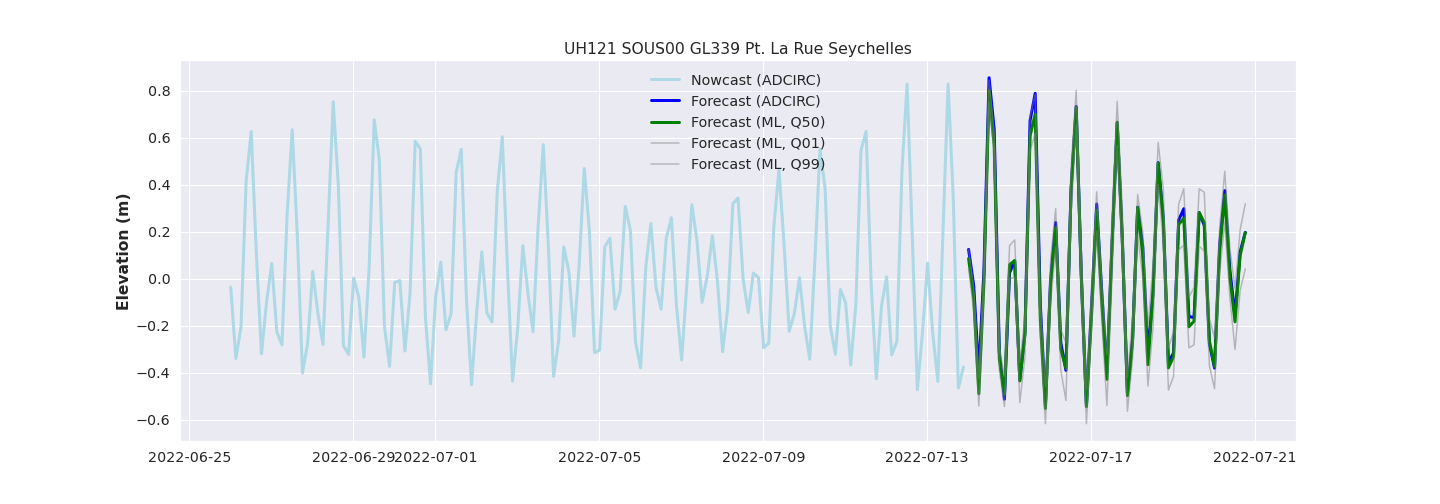 UH121 SOUS00 GL339 Pt. La Rue Seychelles
Nowcast (ADCIRC)
Forecast (ADCIRC)
Forecast (ML, Q50)
Forecast (ML, Q01)
Forecast (ML, Q99)
Elevation (m)
0.8
0.6
0.4
0.2
0.0
−0.2
−0.4
−0.6
2022-06-25 2022-06-29 2022-07-01 2022-07-05 2022-07-09 2022-07-13 2022-07-17 2022-07-21